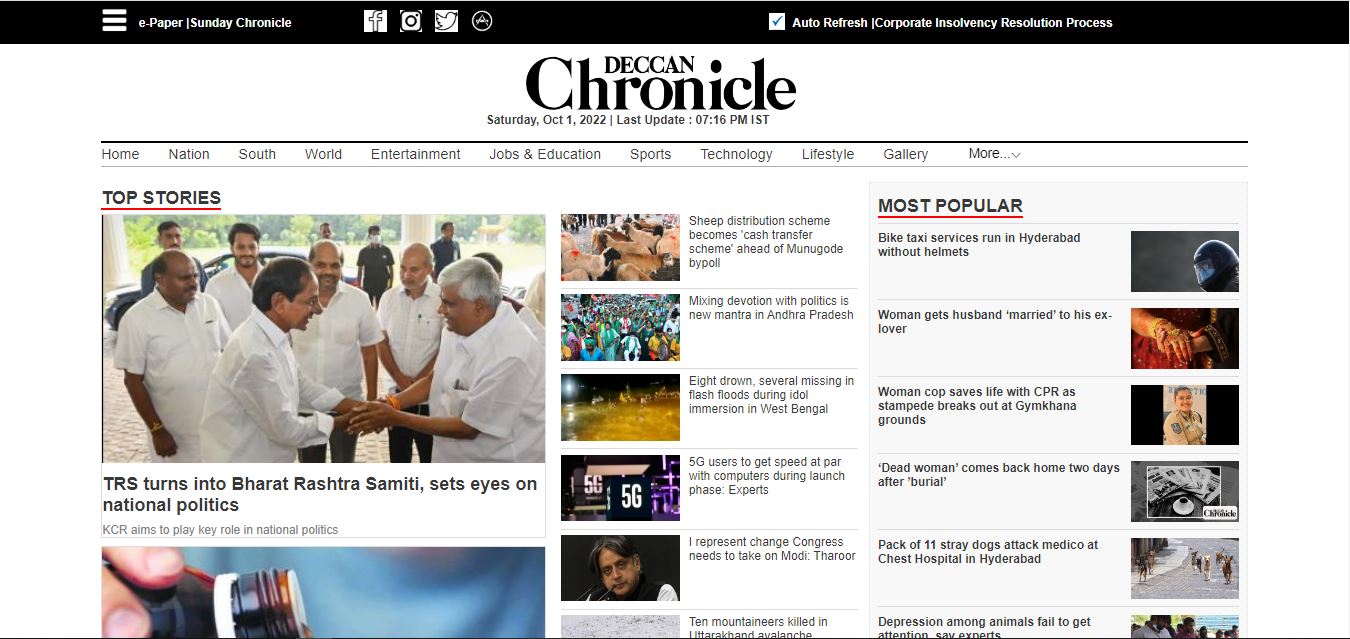 e-Paper |Sunday Chronicle
Auto Refresh |Corporate Insolvency Resolution Process
DECCAN
Chronicle
Saturday, Oct 1, 2022 | Last Update : 07:16 PM IST
Home Nation South World Entertainment Jobs & Education Sports Technology Lifestyle Gallery More...
TOP STORIES
TRS turns into Bharat Rashtra Samiti, sets eyes on
national politics
KCR aims to play key role in national politics
Sheep distribution scheme
becomes 'cash transfer
scheme' ahead of Munugode
bypoll
Mixing devotion with politics is
new mantra in Andhra Pradesh
Eight drown, several missing in
flash floods during idol
immersion in West Bengal
5G
5G
5G users to get speed at par
with computers during launch
phase: Experts
I represent change Congress
needs to take on Modi: Tharoor
Ten mountaineers killed in
Uttarakhand avalanche
MOST POPULAR
Bike taxi services run in Hyderabad
without helmets
Woman gets husband ‘married’ to his ex-
lover
Woman cop saves life with CPR as
stampede breaks out at Gymkhana
grounds
‘Dead woman’ comes back home two days
after ’burial’
Chronicle
Pack of 11 stray dogs attack medico at
Chest Hospital in Hyderabad
Depression among animals fail to get
attention, say experts